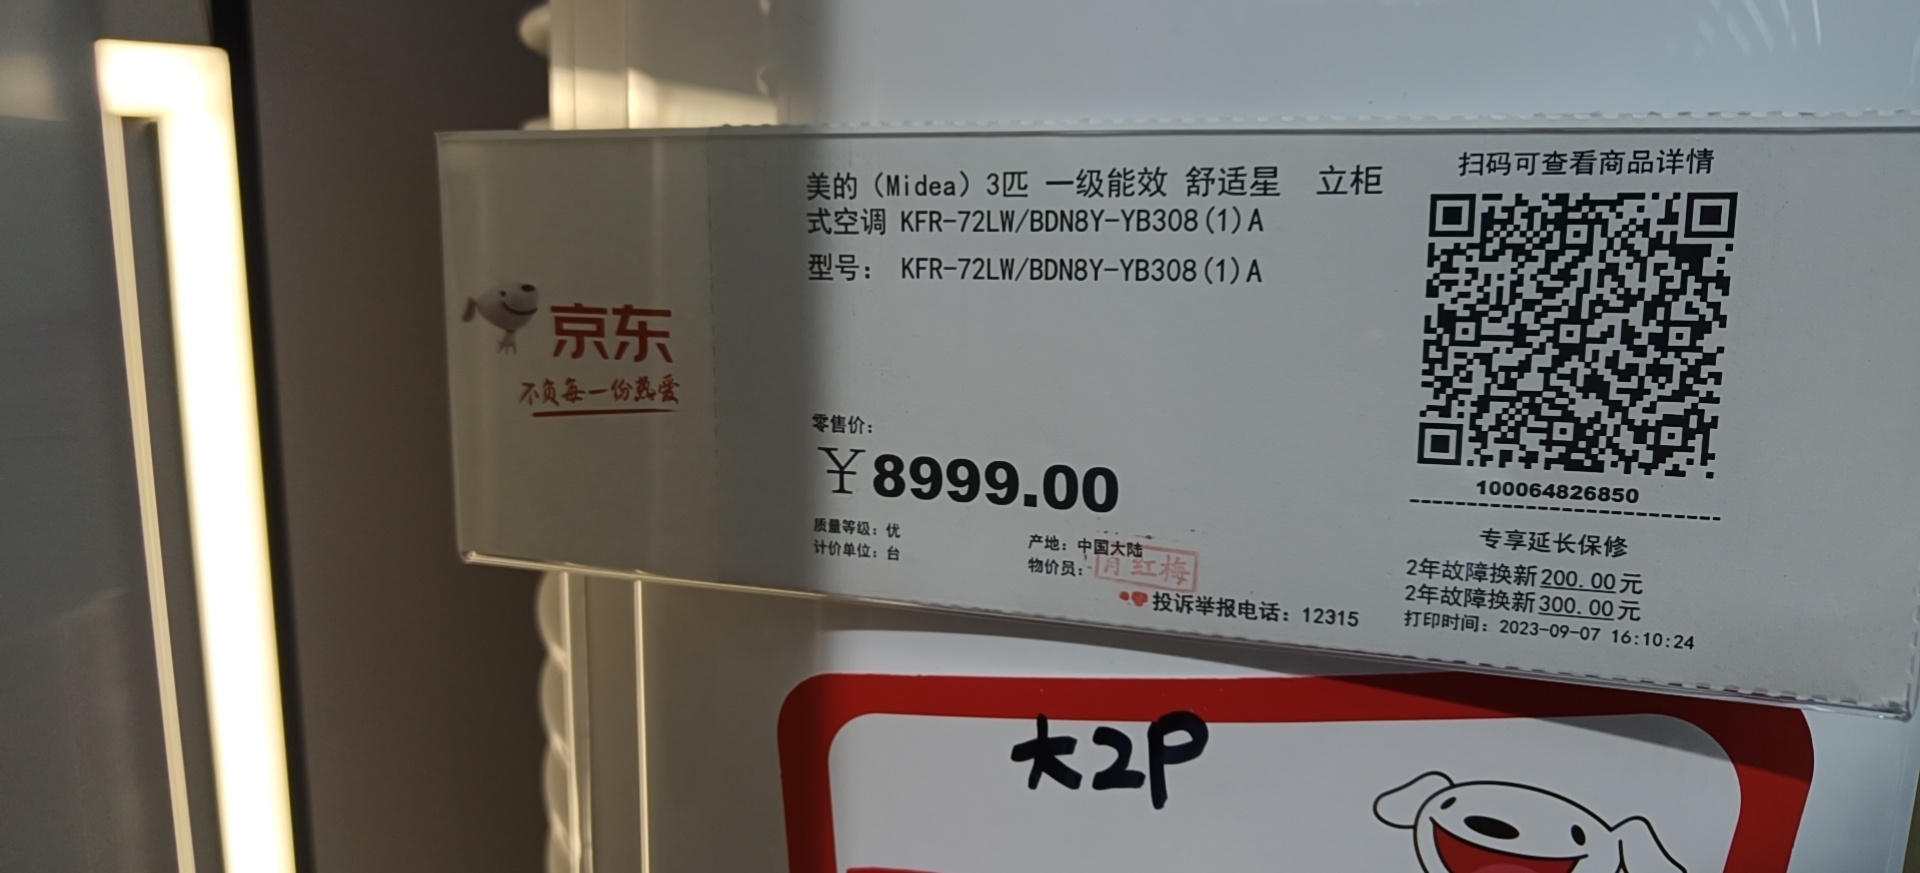 京东
不负每一份热爱
美的（Midea）3匹 一级能效 舒适星 立柜
式空调 KFR-72LW/BDN8Y-YB308(1)A
型号： KFR-72LW/BDN8Y-YB308(1)A
零售价：
￥8999.00
质量等级：优
计价单位：台
产地：中国大陆
物价员：
红梅
投诉举报电话：12315
扫码可查看商品详情
100064826850
专享延长保修
2年故障换新200.00元
2年故障换新300.00元
打印时间：2023-09-07 16:10:24
大2P